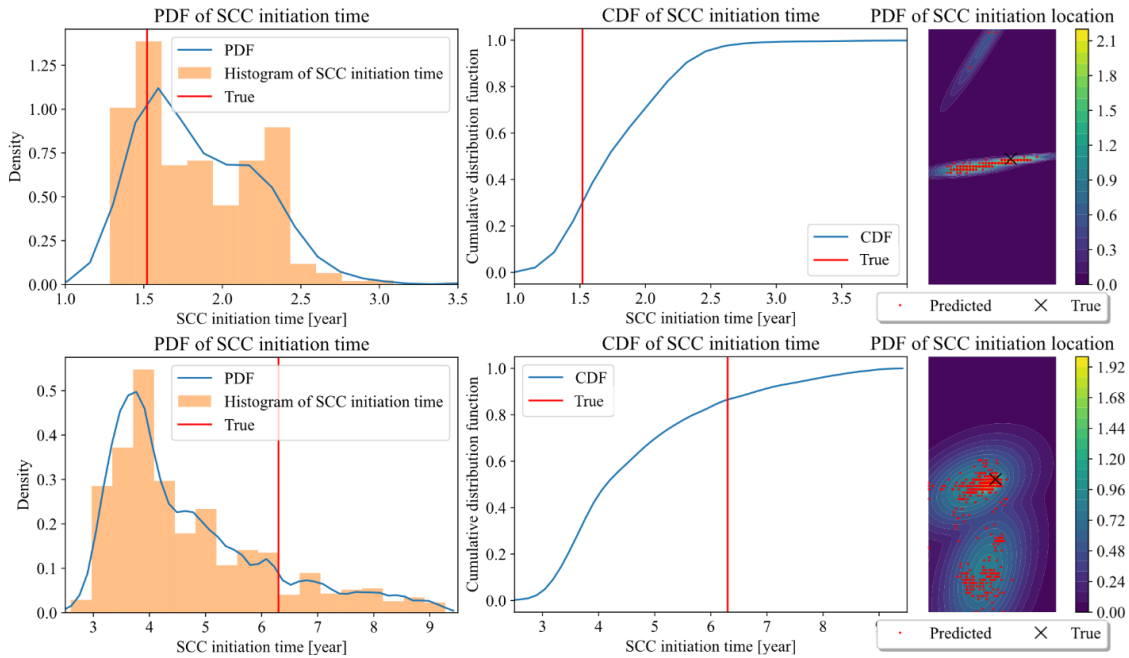 PDF of SCC initiation time
Density
1.25
1.00
0.75
0.50
0.25
0.00
PDF
Histogram of SCC initiation time
True
1.0
1.5
2.0
2.5
3.0
3.5
SCC initiation time [year]
CDF of SCC initiation time
Cumulative distribution function
1.0
0.8
0.6
0.4
0.2
0.0
CDF
True
1.0
1.5
2.0
2.5
3.0
3.5
SCC initiation time [year]
PDF of SCC initiation location
2.1
1.8
1.5
1.2
0.9
0.6
0.3
0.0
Predicted
True
PDF of SCC initiation time
Density
0.5
0.4
0.3
0.2
0.1
0.0
PDF
Histogram of SCC initiation time
True
3
4
5
6
7
8
9
SCC initiation time [year]
CDF of SCC initiation time
Cumulative distribution function
1.0
0.8
0.6
0.4
0.2
0.0
CDF
True
3
4
5
6
7
8
SCC initiation time [year]
PDF of SCC initiation location
1.92
1.68
1.44
1.20
0.96
0.72
0.48
0.24
0.00
Predicted
True